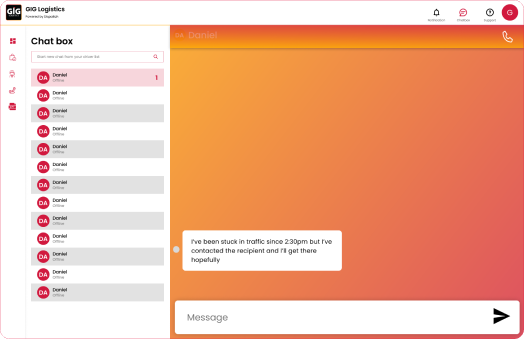 GIG
GIG Logistics
Powered by Gigsoibah
Notification
Chatbox
Support
G
Chat box
Start new chat from your driver list
DA Daniel
Offline
1
DA Daniel
Offline
DA Daniel
Offline
DA Daniel
Offline
DA Daniel
Offline
DA Daniel
Offline
DA Daniel
Offline
DA Daniel
Offline
DA Daniel
Offline
DA Daniel
Offline
DA Daniel
Offline
DA Daniel
Offline
DA Daniel
Offline
DA Daniel
I've been stuck in traffic since 2:30pm but I've
contacted the recipient and I'll get there
hopefully
Message